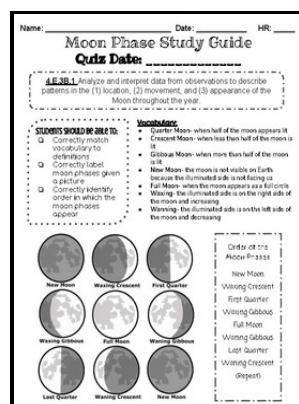 Name: ____________________ Date: __________ HR: ____
Moon Phase Study Guide
Quiz Date: ______________
4.E.3B.1 Analyze and interpret data from observations to describe
patterns in the (1) location, (2) movement, and (3) appearance of the
Moon throughout the year.
STUDENTS SHOULD BE ABLE TO:
Correctly match
vocabulary to
definitions
Correctly label
moon phases given
a picture
Correctly identify
order in which the
moon phases
appear
Vocabulary:
Quarter Moon- when half of the moon appears lit
Crescent Moon- when less than half of the moon is
lit
Gibbous Moon- when more than half of the moon
is lit
New Moon- the moon is not visible on Earth
because the illuminated side is not facing us
Full Moon- when the moon appears as a full circle
Waxing- the illuminated side is on the right side of
the moon and increasing
Wanning- the illuminated side is on the left side of
the moon and decreasing
New Moon
Waxing Crescent
First Quarter
Waxing Gibbous
Full Moon
Waning Gibbous
Last Quarter
Waning Crescent
New Moon
Order of the
Moon Phases
New Moon
Waxing Crescent
First Quarter
Waxing Gibbous
Full Moon
Waning Gibbous
Last Quarter
Waning Crescent
(Repeat)